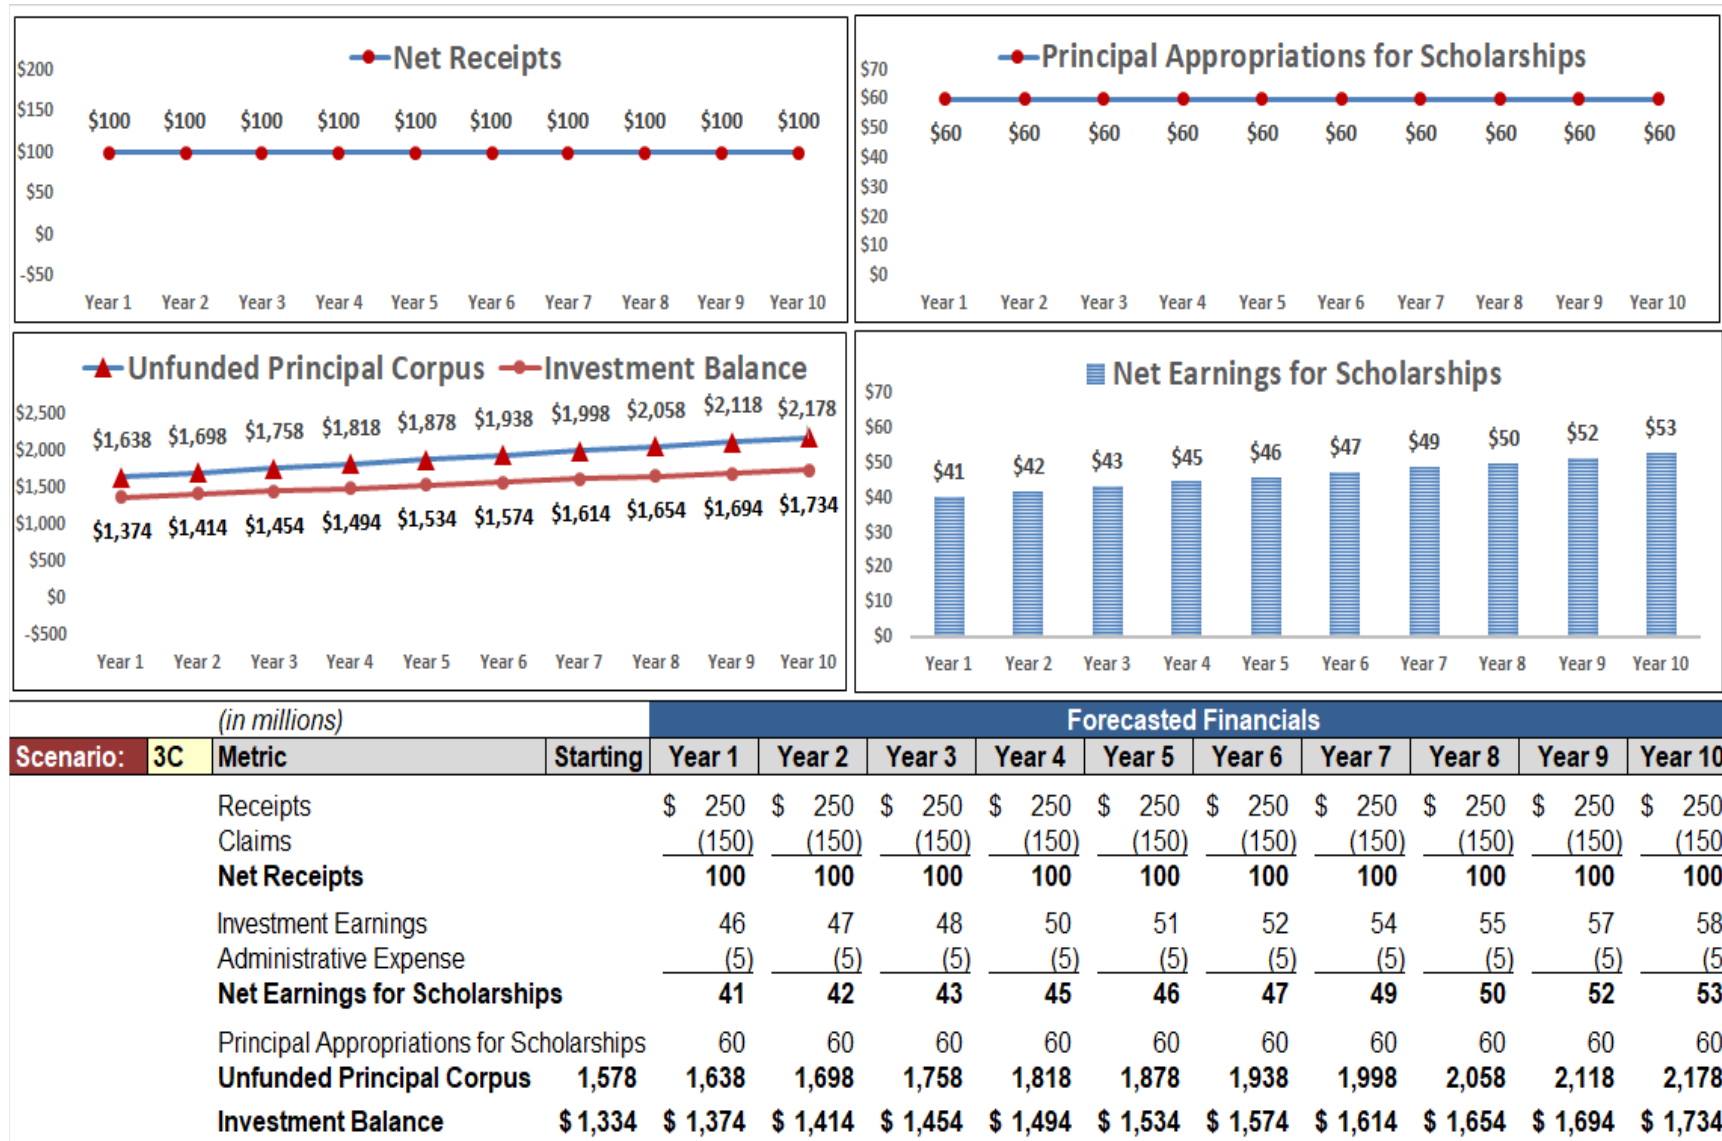 Net Receipts
$200
$150
$100
$50
$0
-$50
$100 $100 $100 $100 $100 $100 $100 $100 $100 $100
Year 1 Year 2 Year 3 Year 4 Year 5 Year 6 Year 7 Year 8 Year 9 Year 10
Principal Appropriations for Scholarships
$70
$60
$50
$40
$30
$20
$10
$0
$60 $60 $60 $60 $60 $60 $60 $60 $60 $60
Year 1 Year 2 Year 3 Year 4 Year 5 Year 6 Year 7 Year 8 Year 9 Year 10
Unfunded Principal Corpus Investment Balance
$2,500
$2,000
$1,500
$1,000
$500
$0
-$500
$1,638 $1,698 $1,758 $1,818 $1,878 $1,938 $1,998 $2,058 $2,118 $2,178
$1,374 $1,414 $1,454 $1,494 $1,534 $1,574 $1,614 $1,654 $1,694 $1,734
Year 1 Year 2 Year 3 Year 4 Year 5 Year 6 Year 7 Year 8 Year 9 Year 10
Net Earnings for Scholarships
$70
$60
$50
$40
$30
$20
$10
$0
$41 $42 $43 $45 $46 $47 $49 $50 $52 $53
Year 1 Year 2 Year 3 Year 4 Year 5 Year 6 Year 7 Year 8 Year 9 Year 10
(in millions) Forecasted Financials
Scenario: 3C Metric Starting Year 1 Year 2 Year 3 Year 4 Year 5 Year 6 Year 7 Year 8 Year 9 Year 10
Receipts $ 250 $ 250 $ 250 $ 250 $ 250 $ 250 $ 250 $ 250 $ 250 $ 250
Claims (150) (150) (150) (150) (150) (150) (150) (150) (150) (150
Net Receipts 100 100 100 100 100 100 100 100 100 100
Investment Earnings 46 47 48 50 51 52 54 55 57 58
Administrative Expense (5) (5) (5) (5) (5) (5) (5) (5) (5) (5
Net Earnings for Scholarships 41 42 43 45 46 47 49 50 52 53
Principal Appropriations for Scholarships 60 60 60 60 60 60 60 60 60 60
Unfunded Principal Corpus 1,578 1,638 1,698 1,758 1,818 1,878 1,938 1,998 2,058 2,118 2,178
Investment Balance $ 1,334 $ 1,374 $ 1,414 $ 1,454 $ 1,494 $ 1,534 $ 1,574 $ 1,614 $ 1,654 $ 1,694 $ 1,734